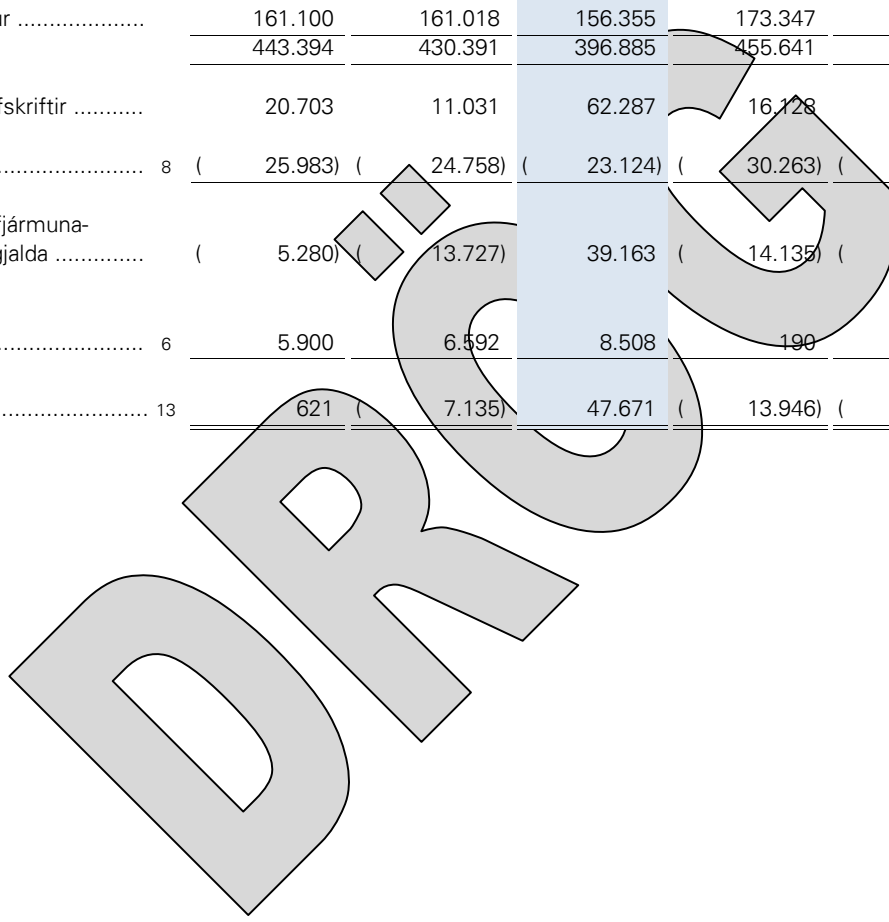 ur ................... 161.100 161.018 156.355 173.347
443.394 430.391 396.885 455.641
fskriftir ........... 20.703 11.031 62.287 16.128
...................... 8 ( 25.983) ( 24.758) ( 23.124) ( 30.263) (
fjármuna-
gjalda .............. ( 5.280) ( 13.727) 39.163 ( 14.135) (
...................... 6 5.900 6.592 8.508 190
....................... 13 621 ( 7.135) 47.671 ( 13.946) (
DRÖG